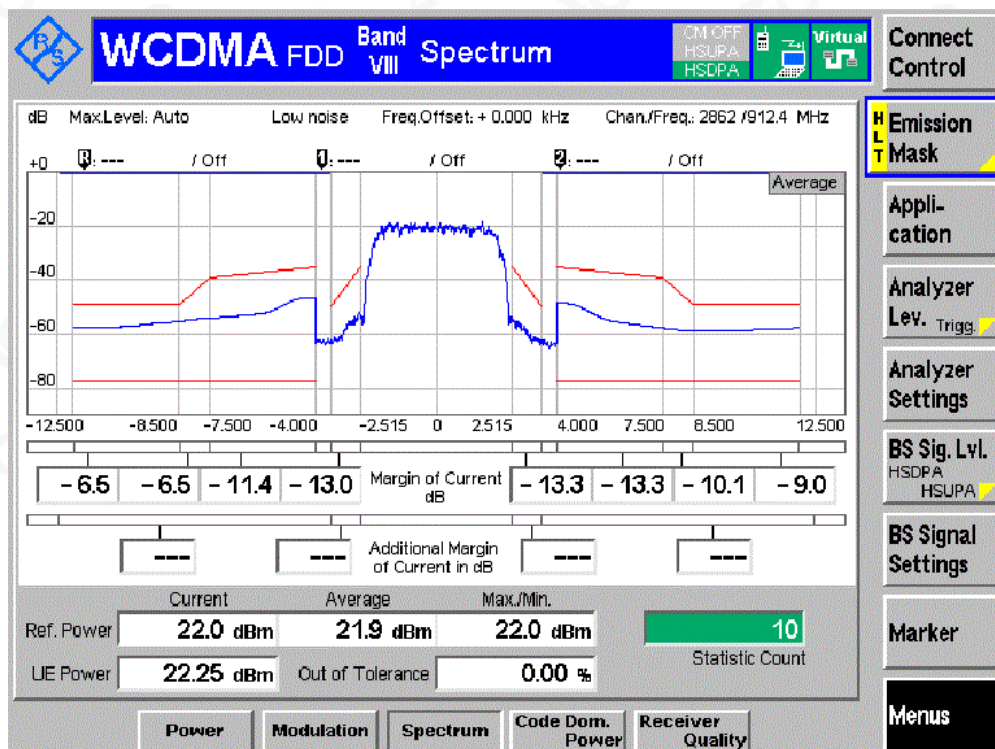 R/S
WCDMA FDD Band VIII Spectrum
CM OFF
HSUPA
HSDPA
Virtual
Connect Control
dB Max.Level: Auto Low noise Freq.Offset: + 0.000 kHz Chan./Freq.: 2862 /912.4 MHz
R: --- / Off 1: --- / Off 2: --- / Off
Average
+0
-20
-40
-60
-80
-12.500 -8.500 -7.500 -4.000 -2.515 0 2.515 4.000 7.500 8.500 12.500
- 6.5 - 6.5 - 11.4 - 13.0 Margin of Current dB - 13.3 - 13.3 - 10.1 - 9.0
--- --- Additional Margin of Current in dB --- ---
Current Average Max./Min.
Ref. Power 22.0 dBm 21.9 dBm 22.0 dBm
10
Statistic Count
UE Power 22.25 dBm Out of Tolerance 0.00 %
HLT
Emission Mask
Appli-
cation
Analyzer
Lev. Trigg.
Analyzer
Settings
BS Sig. Lvl.
HSDPA
HSUPA
BS Signal
Settings
Marker
Menus
Power Modulation Spectrum Code Dom. Power Receiver Quality